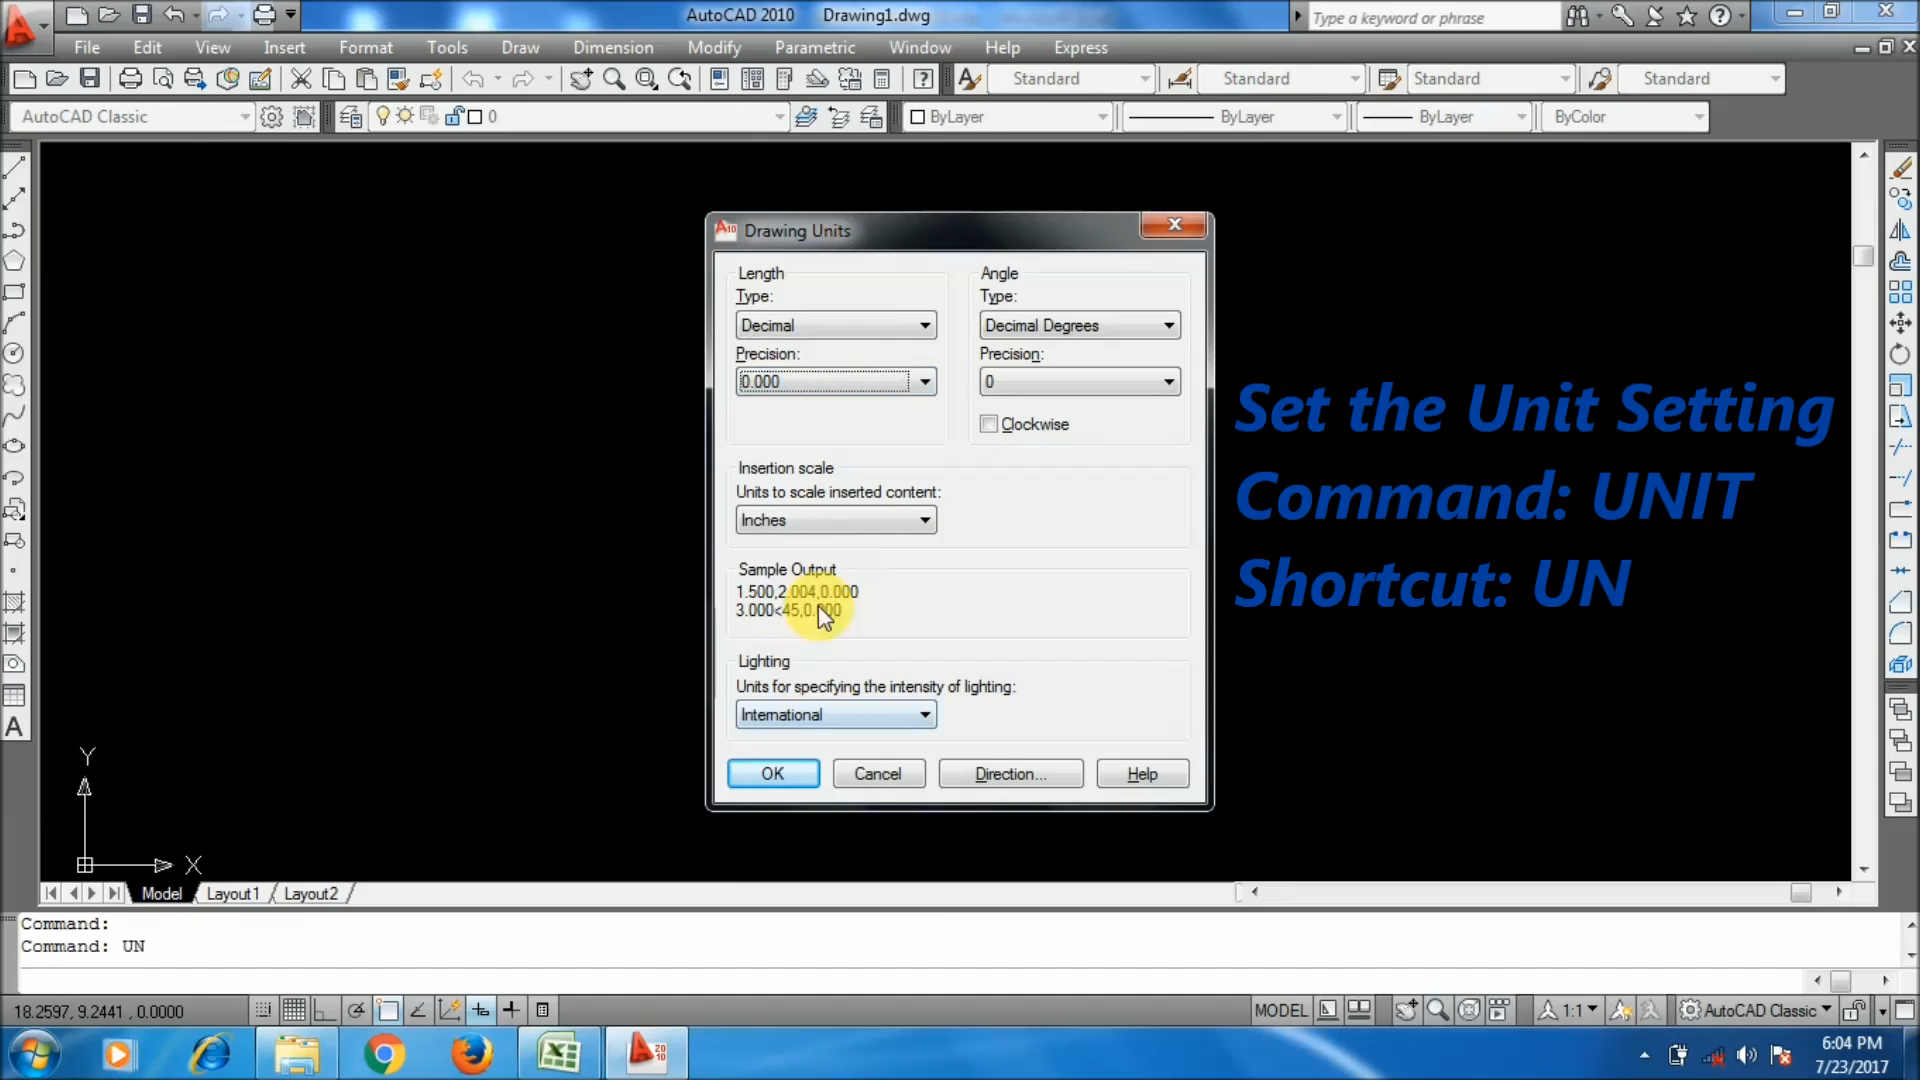 AutoCAD 2010 Drawing1.dwg
Type a keyword or phrase
File Edit View Insert Format Tools Draw Dimension Modify Parametric Window Help Express
Standard Standard Standard Standard
AutoCAD Classic
0
ByLayer ByLayer ByLayer ByColor
Drawing Units
Length
Type:
Decimal
Precision:
0.000
Angle
Type:
Decimal Degrees
Precision:
0
Clockwise
Insertion scale
Units to scale inserted content:
Inches
Sample Output
1.500,2.004,0.000
3.000<45,0.000
Lighting
Units for specifying the intensity of lighting:
International
OK Cancel Direction... Help
Set the Unit Setting
Command: UNIT
Shortcut: UN
Y
X
Model Layout1 Layout2
Command:
Command: UN
18.2597, 9.2441 , 0.0000
MODEL
1:1
AutoCAD Classic
6:04 PM
7/23/2017